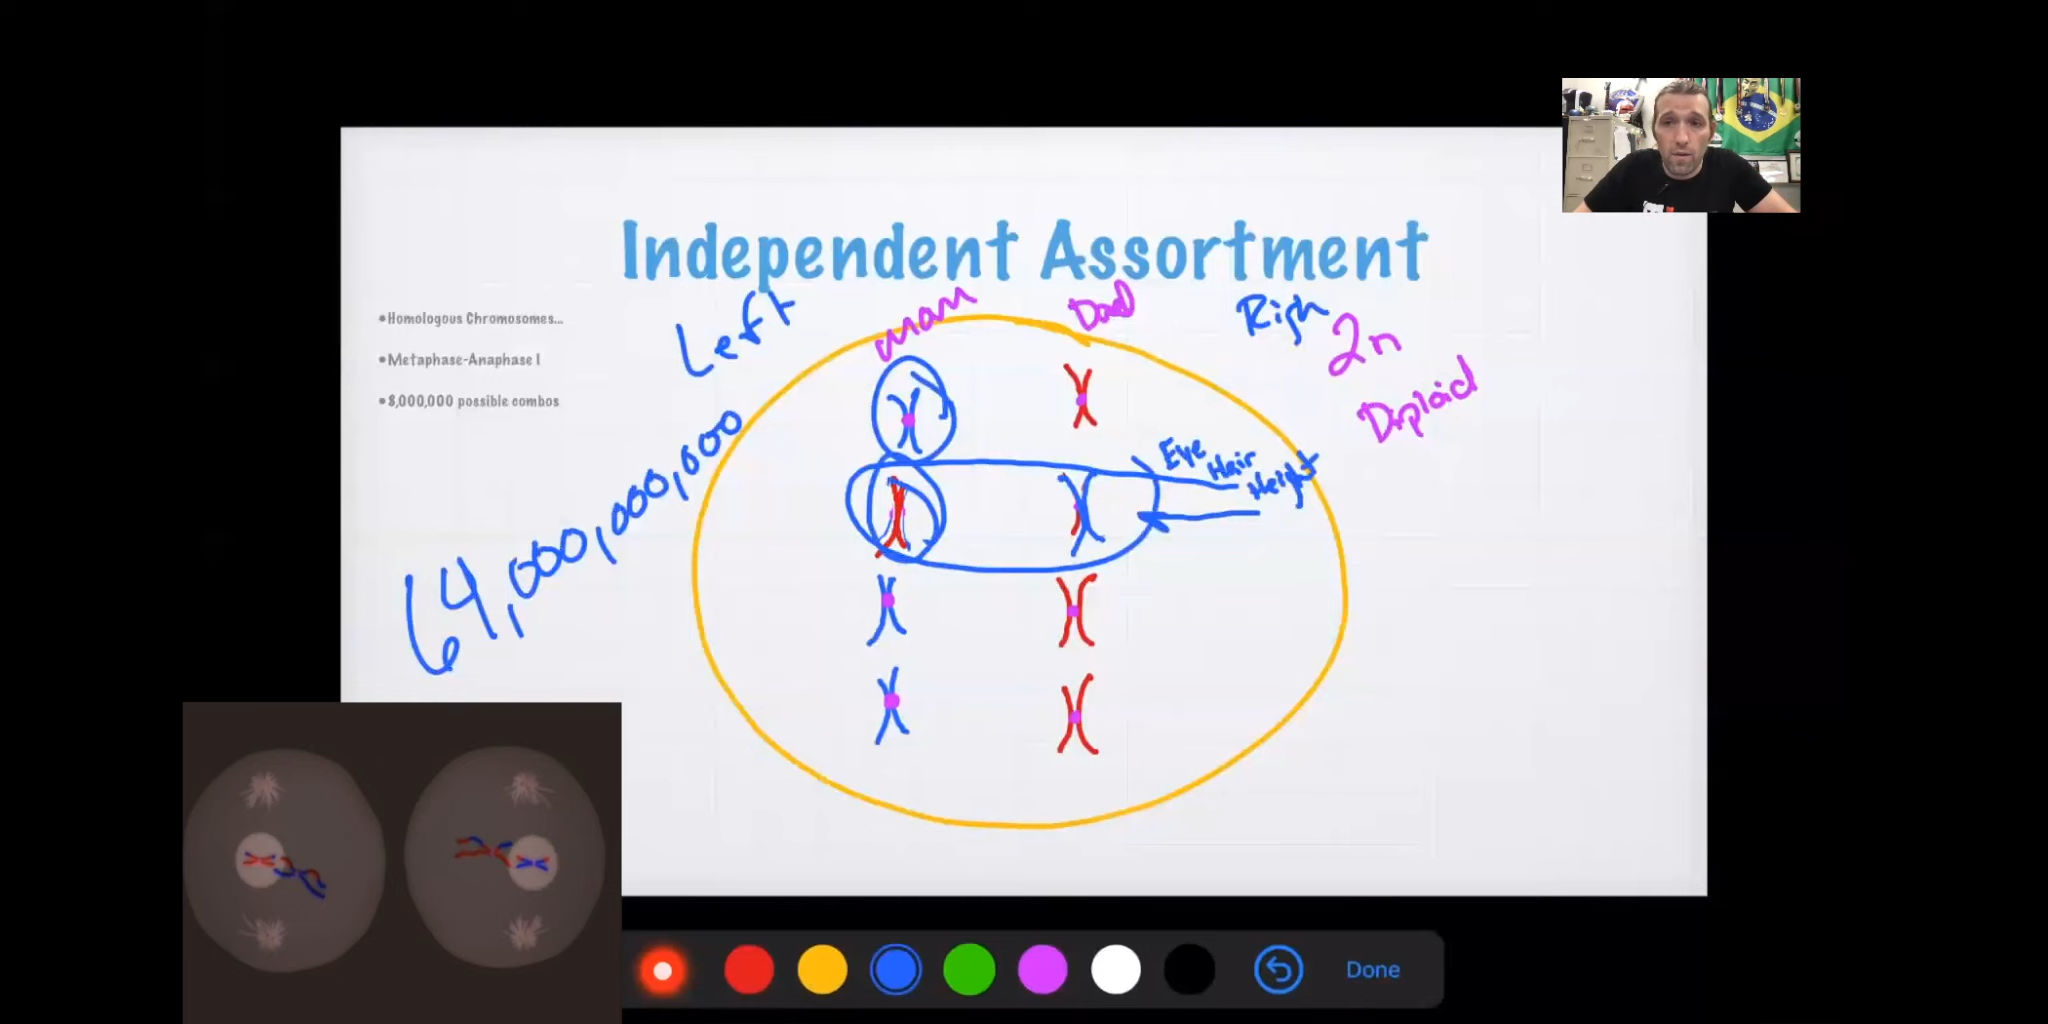 Independent Assortment
•Homologous Chromosomes...
•Metaphase-Anaphase I
•8,000,000 possible combos
Left
Mom
Dad
Righ
2n
Diploid
Eye
Hair
Height
64,000,000,000
Done